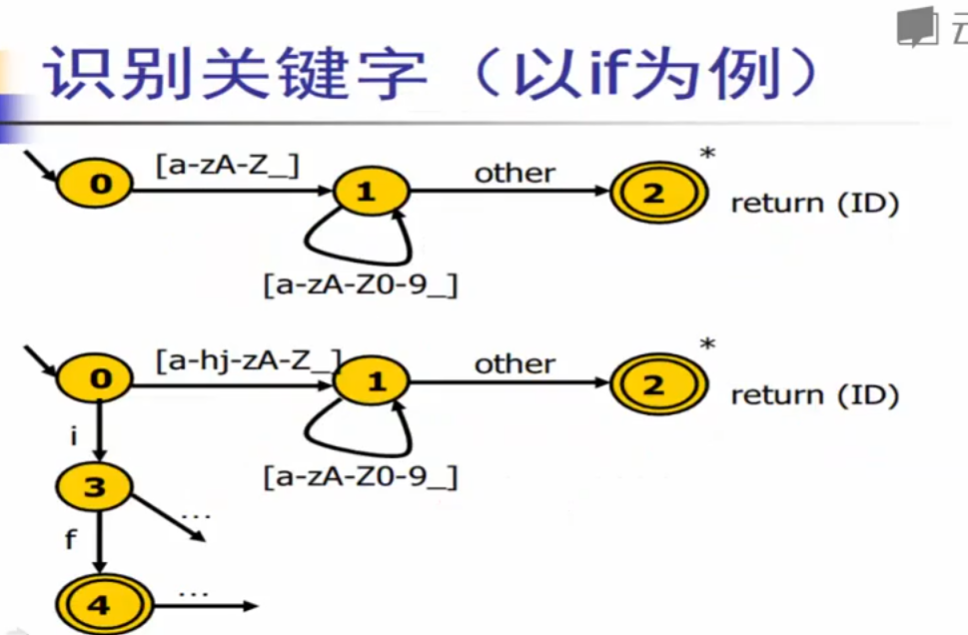 云
识别关键字（以if为例）
[a-zA-Z_]
other
*
0
1
2
return (ID)
[a-zA-Z0-9_]
[a-hj-zA-Z_]
other
*
0
1
2
return (ID)
i
[a-zA-Z0-9_]
3
...
f
...
4